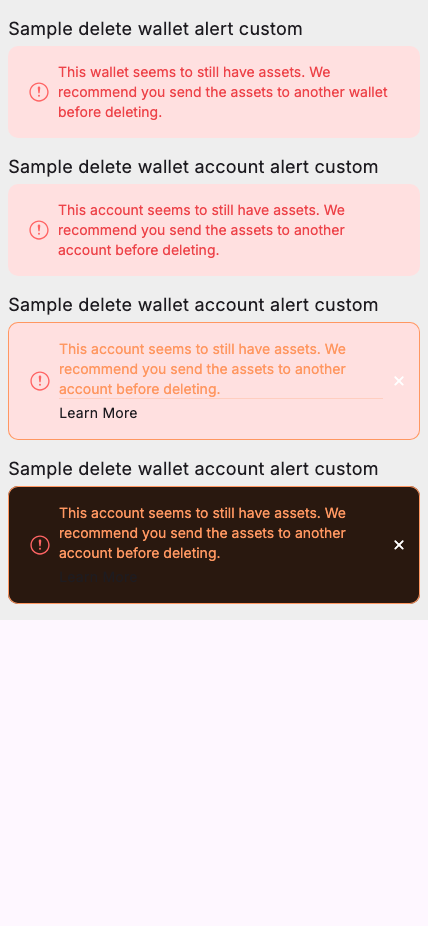 Sample delete wallet alert custom
This wallet seems to still have assets. We
recommend you send the assets to another wallet
before deleting.
Sample delete wallet account alert custom
This account seems to still have assets. We
recommend you send the assets to another
account before deleting.
Sample delete wallet account alert custom
This account seems to still have assets. We
recommend you send the assets to another
account before deleting.
Learn More
Sample delete wallet account alert custom
This account seems to still have assets. We
recommend you send the assets to another
account before deleting.